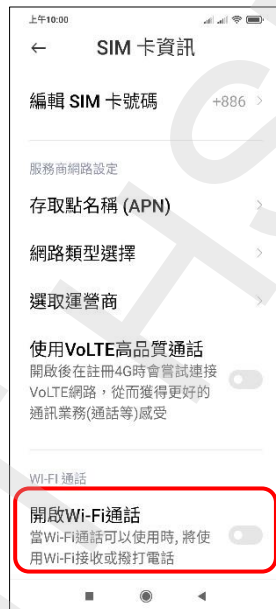 上午10:00
SIM 卡資訊
編輯 SIM 卡號碼 +886
服務商網路設定
存取點名稱 (APN)
網路類型選擇
選取運營商
使用VoLTE高品質通話
開啟後在註冊4G時會嘗試連接
VoLTE網路，從而獲得更好的
通訊業務(通話等)感受
WI-FI 通話
開啟Wi-Fi通話
當Wi-Fi通話可以使用時, 將使
用Wi-Fi接收或撥打電話